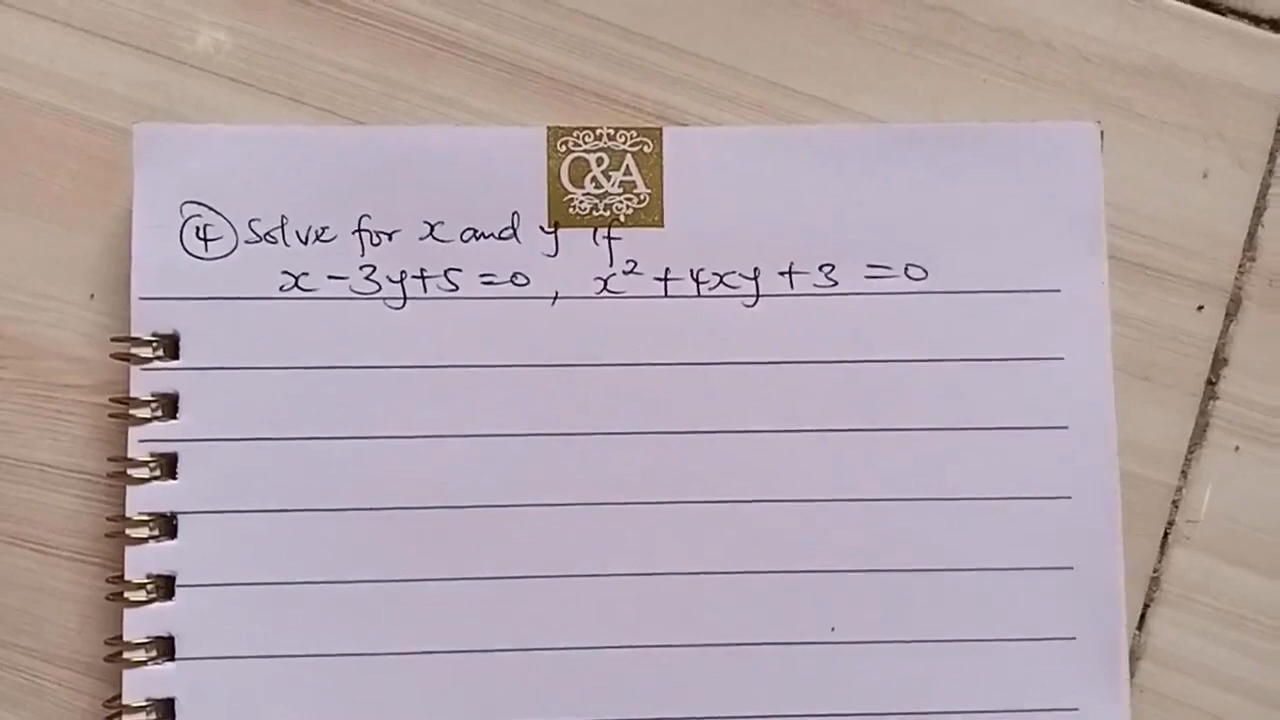 C&A
④ Solve for x and y if
x - 3y + 5 = 0, x² + 4xy + 3 = 0